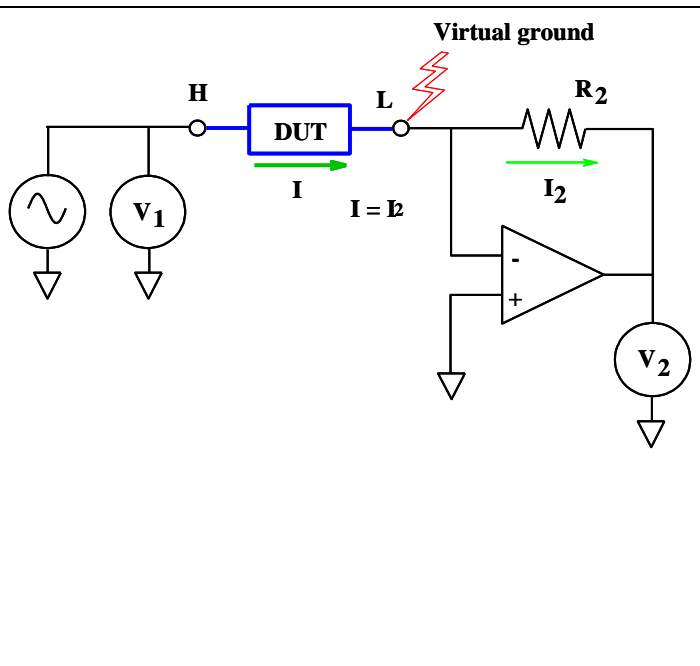 Virtual ground
H
L
R2
DUT
V1
I
I = I2
I2
-
+
V2